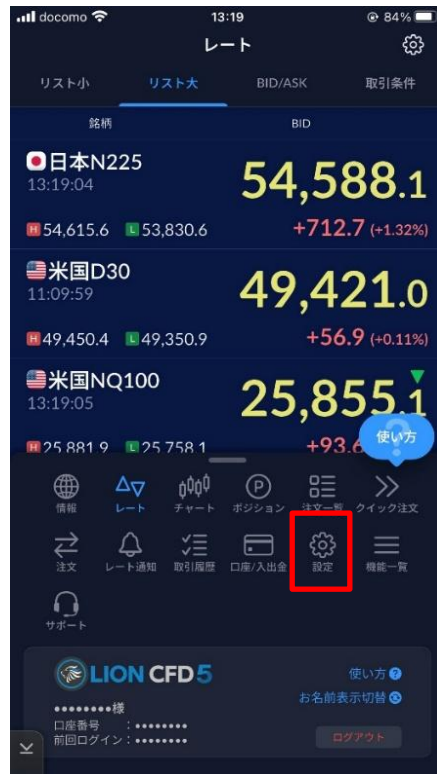 docomo 13:19 84%
レート
リスト小 リスト大 BID/ASK 取引条件
銘柄 BID
日本N225
13:19:04
54,588.1
H 54,615.6 L 53,830.6 +712.7 (+1.32%)
米国D30
11:09:59
49,421.0
H 49,450.4 L 49,350.9 +56.9 (+0.11%)
米国NQ100
13:19:05
25,855.1
H 25,881.9 L 25,758.1 +93.6
? 使い方
情報 レート チャート P ポジション 注文一覧 クイック注文
注文 レート通知 取引履歴 口座/入出金 設定 機能一覧
サポート
LION CFD 5
使い方 ?
••••••••様 お名前表示切替
口座番号 : ••••••••
前回ログイン : •••••••• ログアウト